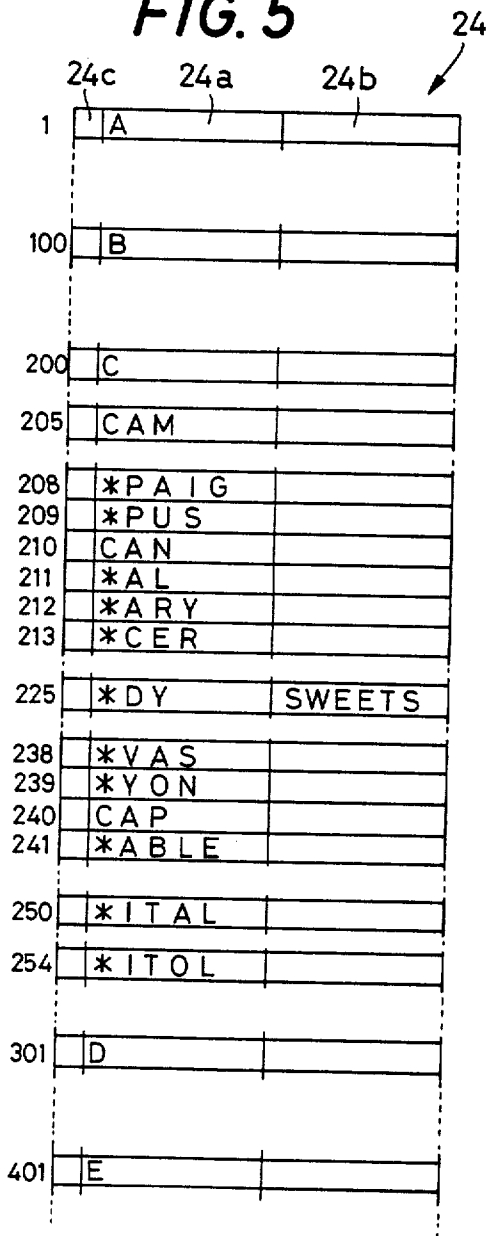 FIG. 5
24
24c 24a 24b
1 A
100 B
200 C
205 CAM
208 *PAIG
209 *PUS
210 CAN
211 *AL
212 *ARY
213 *CER
225 *DY SWEETS
238 *VAS
239 *YON
240 CAP
241 *ABLE
250 *ITAL
254 *ITOL
301 D
401 E